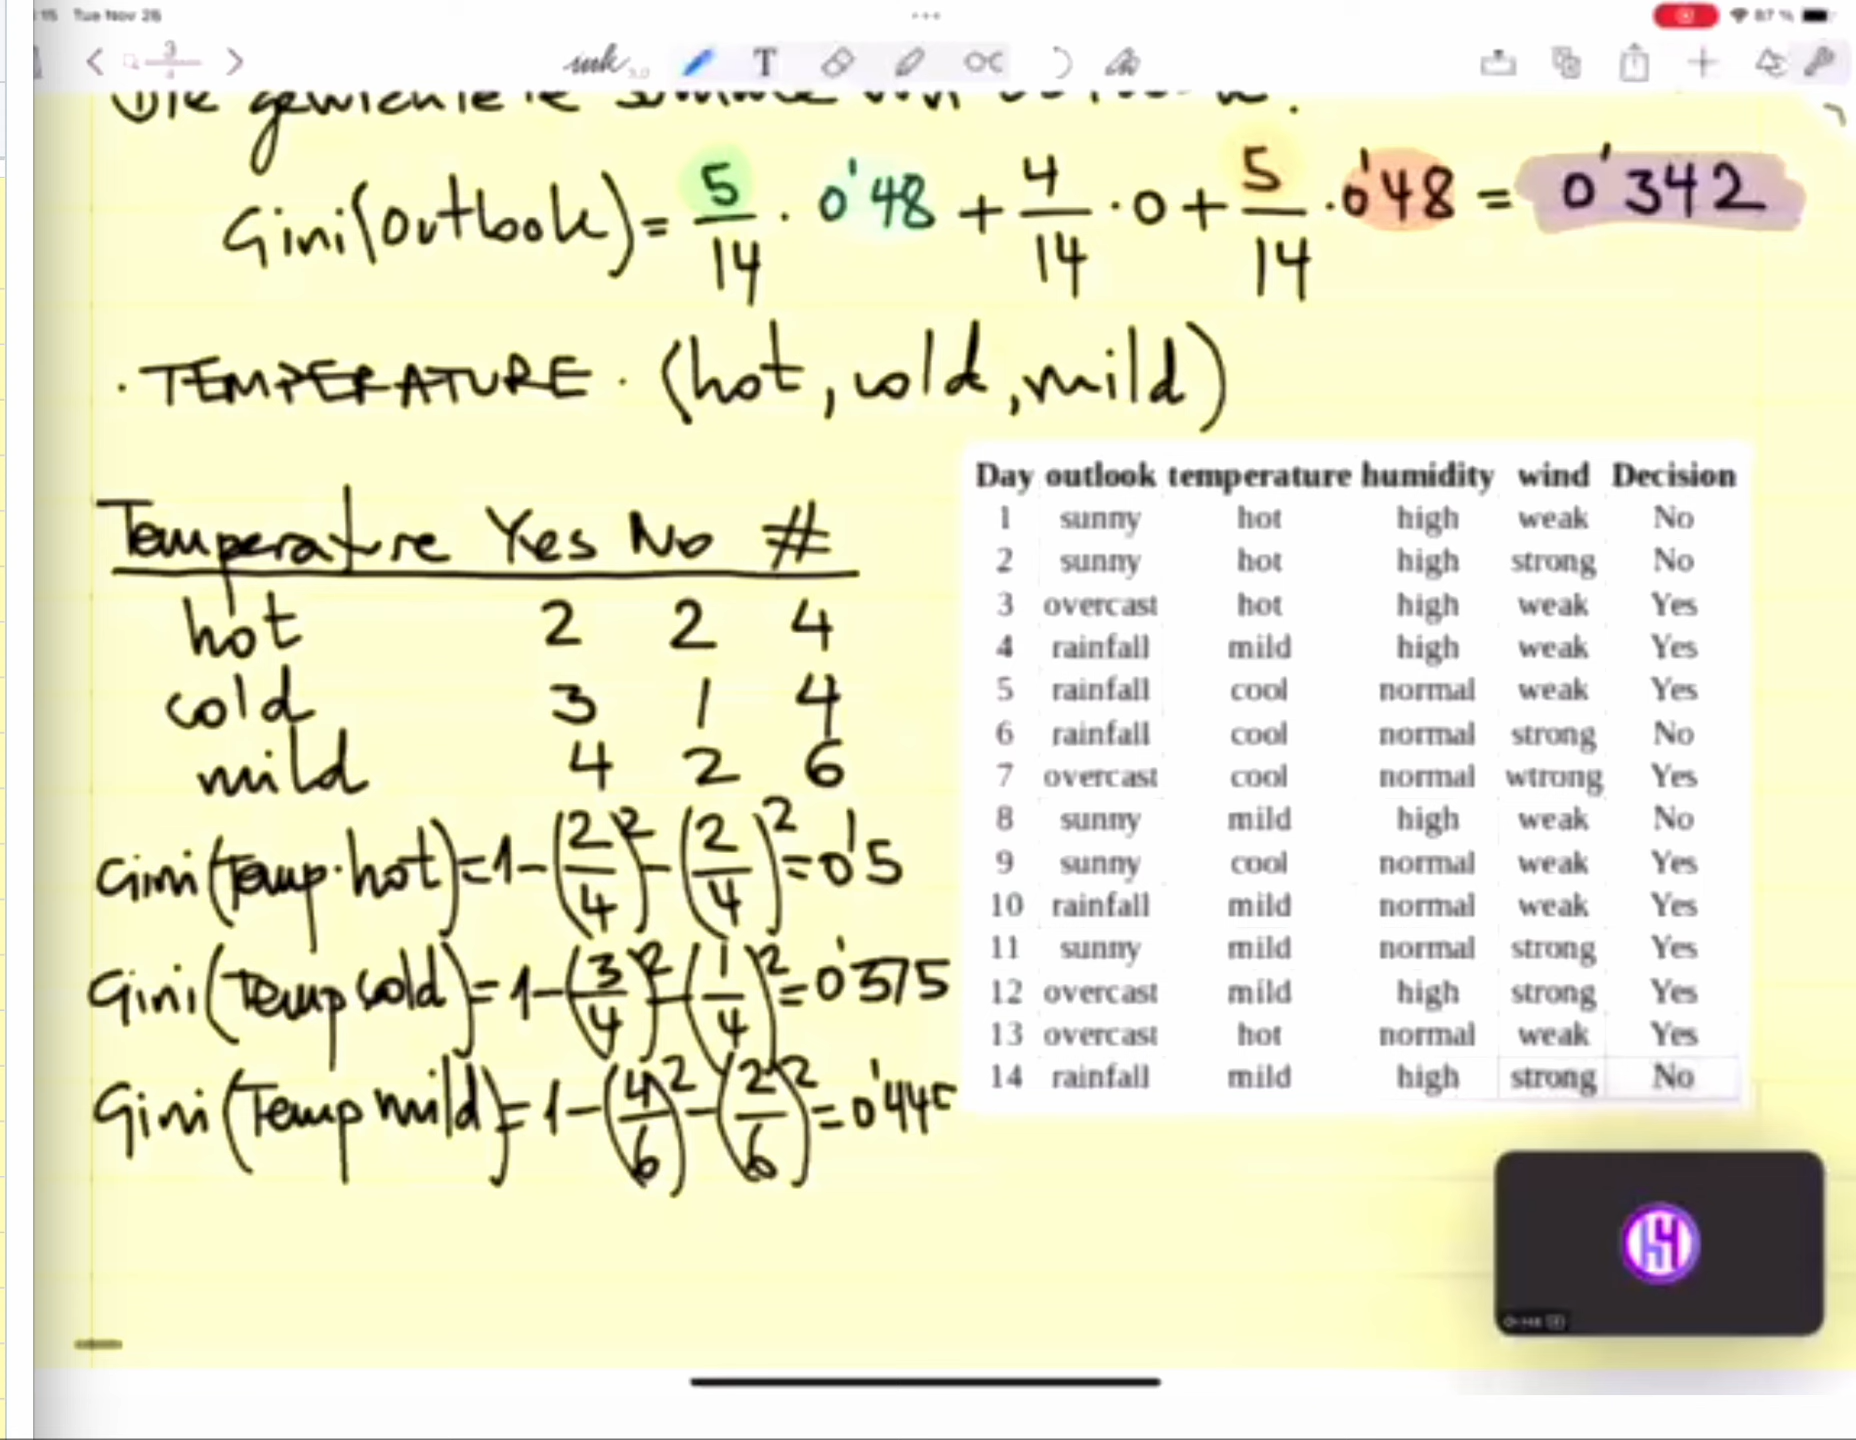 Tue Nov 26
87 %
3
T
Die gewichtete
Gini(Outlook)= 5/14 · 0'48 + 4/14 · 0 + 5/14 · 0'48 = 0'342
· TEMPERATURE · (hot, cold, mild)
Temperature Yes No #
hot 2 2 4
cold 3 1 4
mild 4 2 6
Gini(Temp.hot)=1-(2/4)²-(2/4)²=0'5
Gini(Temp cold)=1-(3/4)²-(1/4)²=0'375
Gini(Temp mild)=1-(4/6)²-(2/6)²=0'445
Day outlook temperature humidity wind Decision
1 sunny hot high weak No
2 sunny hot high strong No
3 overcast hot high weak Yes
4 rainfall mild high weak Yes
5 rainfall cool normal weak Yes
6 rainfall cool normal strong No
7 overcast cool normal wtrong Yes
8 sunny mild high weak No
9 sunny cool normal weak Yes
10 rainfall mild normal weak Yes
11 sunny mild normal strong Yes
12 overcast mild high strong Yes
13 overcast hot normal weak Yes
14 rainfall mild high strong No